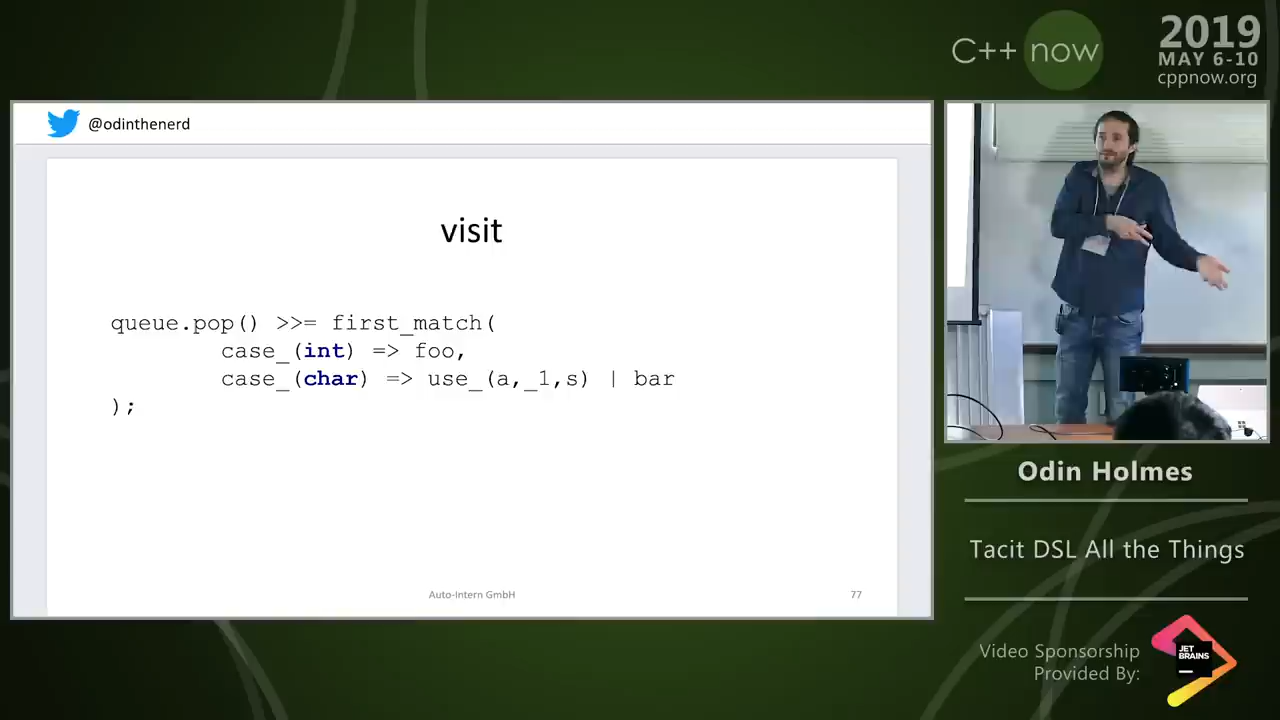 C++ now
2019
MAY 6-10
cppnow.org
@odinthenerd
visit
queue.pop() >>= first_match(
case_(int) => foo,
case_(char) => use_(a,_1,s) | bar
);
Auto-Intern GmbH
77
Odin Holmes
Tacit DSL All the Things
Video Sponsorship
Provided By:
JET
BRAINS